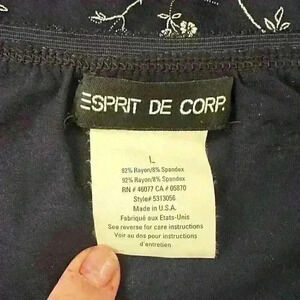 ESPRIT DE CORP.
L
92% Rayon/8% Spandex
92% Rayon/8% Spandex
RN # 46077 CA # 05870
Style# 5313056
Made in U.S.A.
Fabriqué aux Etats-Unis
See reverse for care instructions
Voir au dos pour instructions
d'entretien